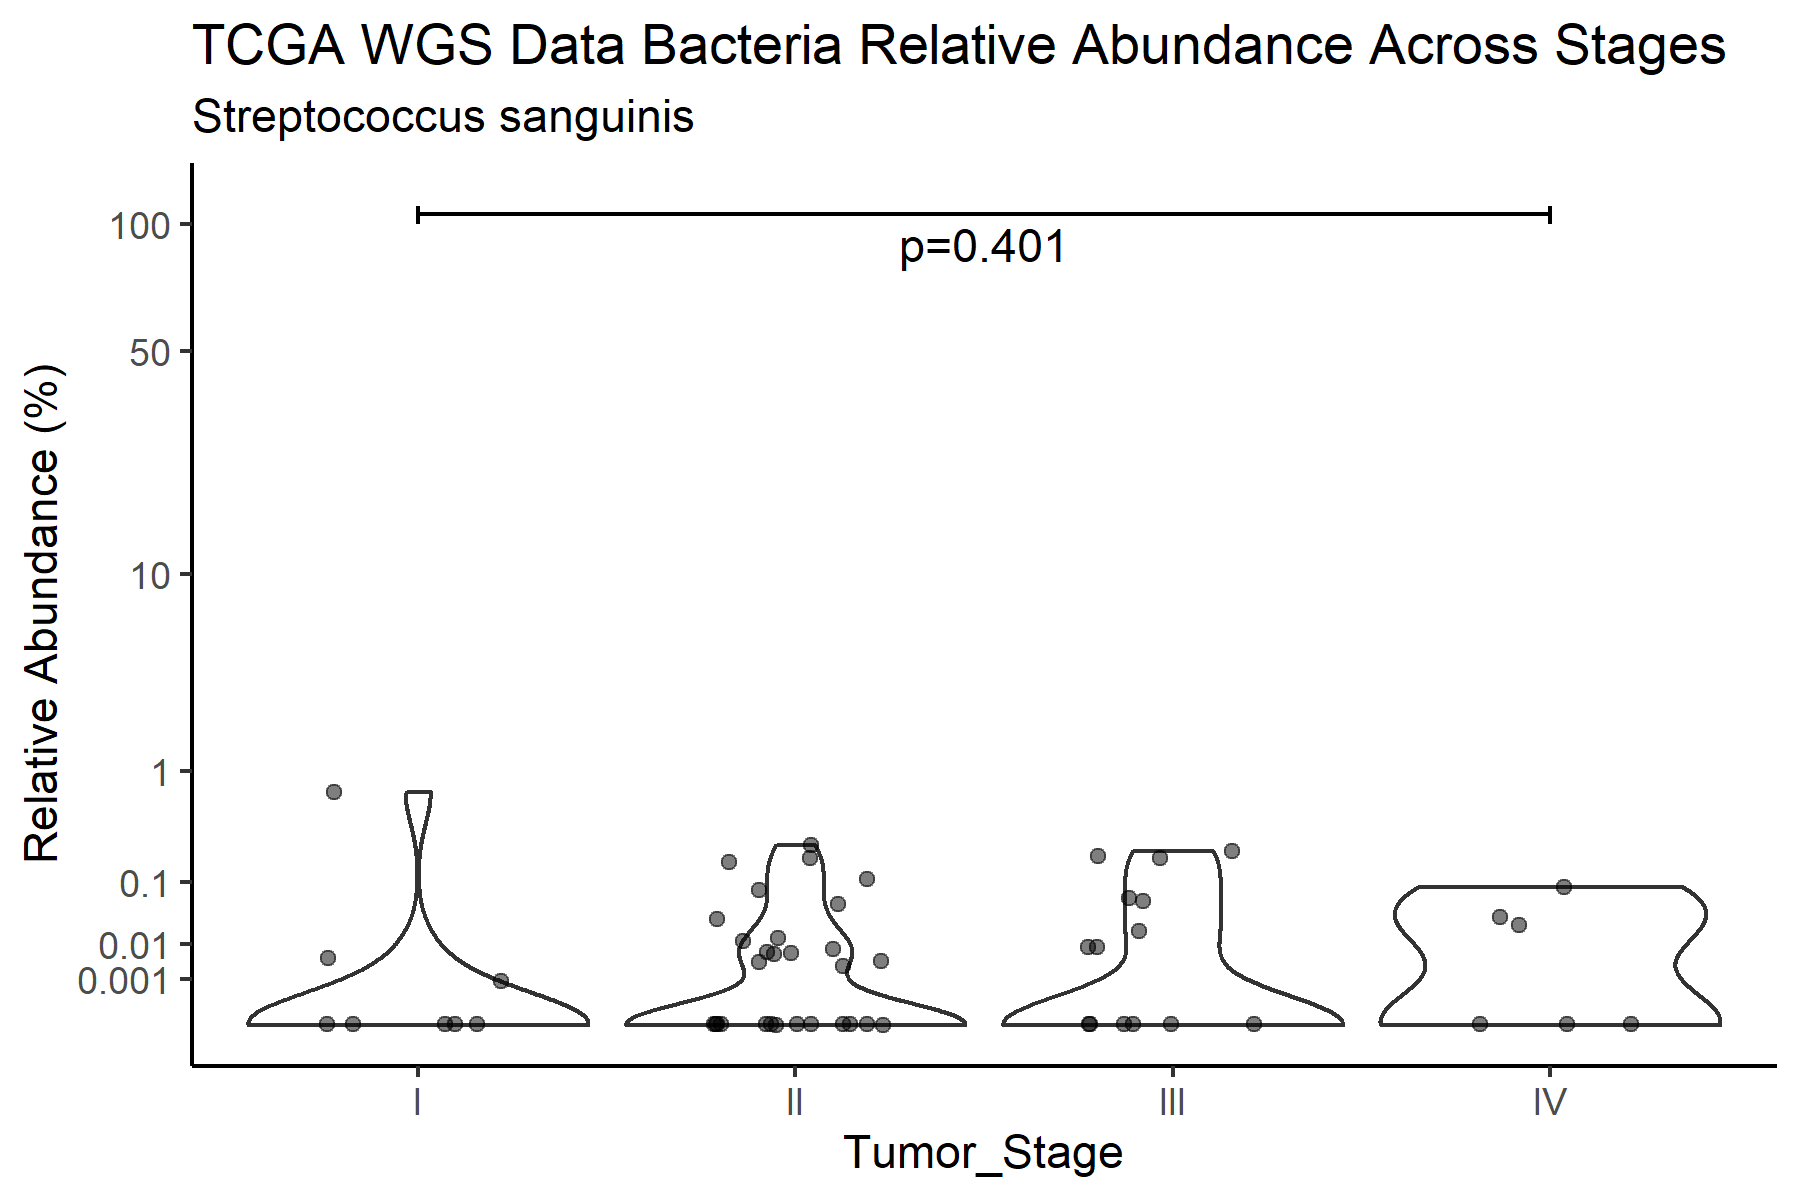 TCGA WGS Data Bacteria Relative Abundance Across Stages
Streptococcus sanguinis
100
p=0.401
50
10
1
0.1
0.01
0.001
Relative Abundance (%)
I II III IV
Tumor_Stage